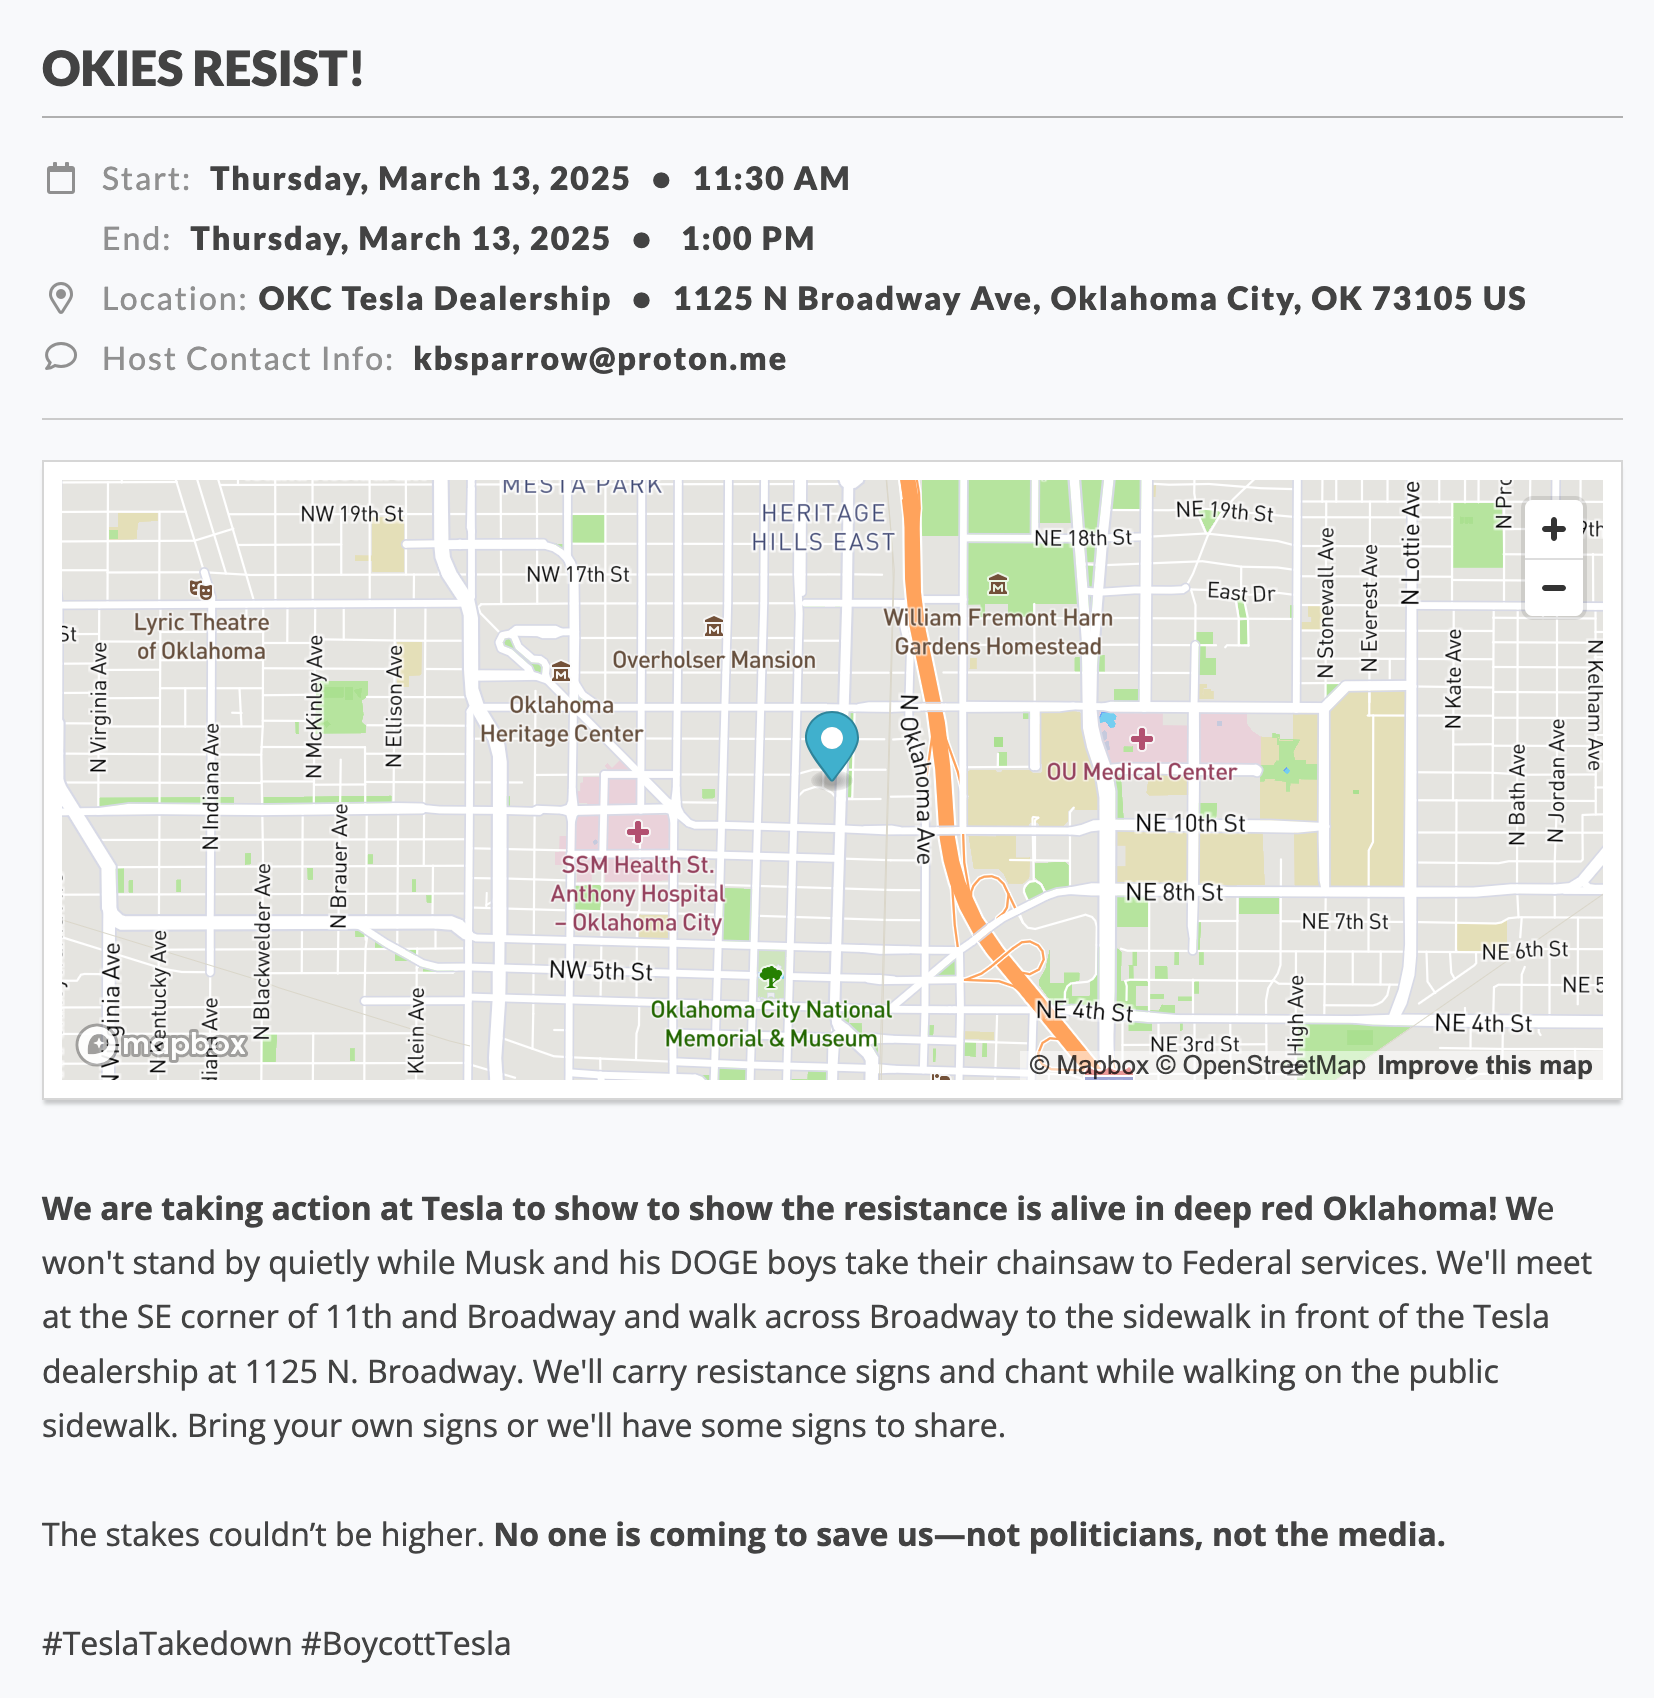 OKIES RESIST!
Start: Thursday, March 13, 2025 ● 11:30 AM
End: Thursday, March 13, 2025 ● 1:00 PM
Location: OKC Tesla Dealership ● 1125 N Broadway Ave, Oklahoma City, OK 73105 US
Host Contact Info: kbsparrow@proton.me
MESTA PARK
NW 19th St
HERITAGE
HILLS EAST
NE 19th St
NE 18th St
N Lottie Ave
+
−
NW 17th St
East Dr
N Stonewall Ave
N Everest Ave
Lyric Theatre
of Oklahoma
William Fremont Harn
Gardens Homestead
Overholser Mansion
St
N Virginia Ave
N McKinley Ave
N Ellison Ave
N Kate Ave
N Kelham Ave
Oklahoma
Heritage Center
N Oklahoma Ave
N Indiana Ave
OU Medical Center
N Bath Ave
N Jordan Ave
NE 10th St
N Brauer Ave
SSM Health St.
Anthony Hospital
– Oklahoma City
NE 8th St
NE 7th St
N Blackwelder Ave
NE 6th St
NW 5th St
NE 5
N Virginia Ave
N Kentucky Ave
Klein Ave
Oklahoma City National
Memorial & Museum
NE 4th St
N High Ave
NE 4th St
NE 3rd St
mapbox
© Mapbox © OpenStreetMap Improve this map
We are taking action at Tesla to show to show the resistance is alive in deep red Oklahoma! We
won't stand by quietly while Musk and his DOGE boys take their chainsaw to Federal services. We'll meet
at the SE corner of 11th and Broadway and walk across Broadway to the sidewalk in front of the Tesla
dealership at 1125 N. Broadway. We'll carry resistance signs and chant while walking on the public
sidewalk. Bring your own signs or we'll have some signs to share.
The stakes couldn’t be higher. No one is coming to save us—not politicians, not the media.
#TeslaTakedown #BoycottTesla